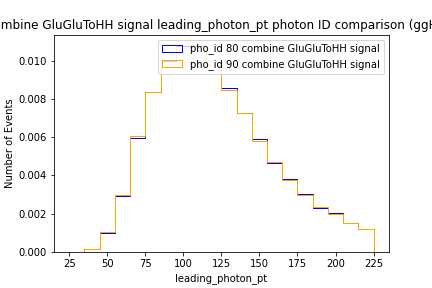 mbine GluGluToHH signal leading_photon_pt photon ID comparison (ggH
pho_id 80 combine GluGluToHH signal
pho_id 90 combine GluGluToHH signal
Number of Events
0.010
0.008
0.006
0.004
0.002
0.000
25 50 75 100 125 150 175 200 225
leading_photon_pt